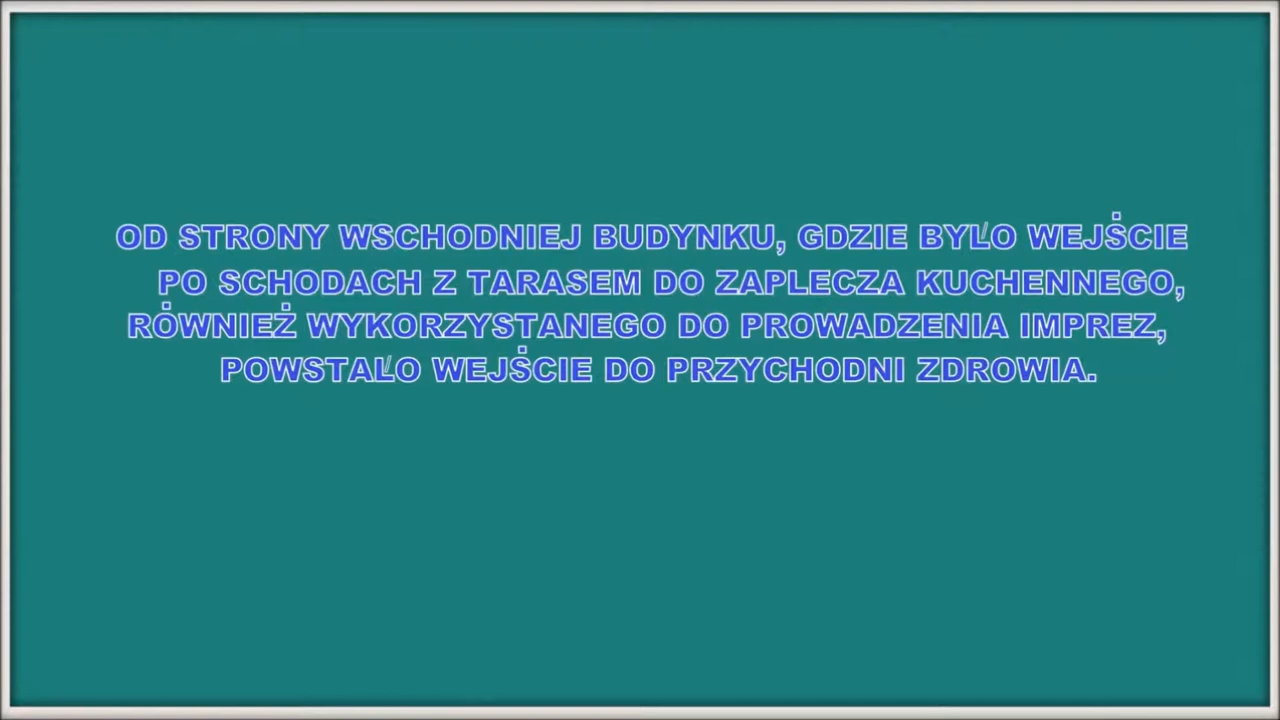 OD STRONY WSCHODNIEJ BUDYNKU, GDZIE BYŁO WEJŚCIE
PO SCHODACH Z TARASEM DO ZAPLECZA KUCHENNEGO,
RÓWNIEŻ WYKORZYSTANEGO DO PROWADZENIA IMPREZ,
POWSTAŁO WEJŚCIE DO PRZYCHODNI ZDROWIA.